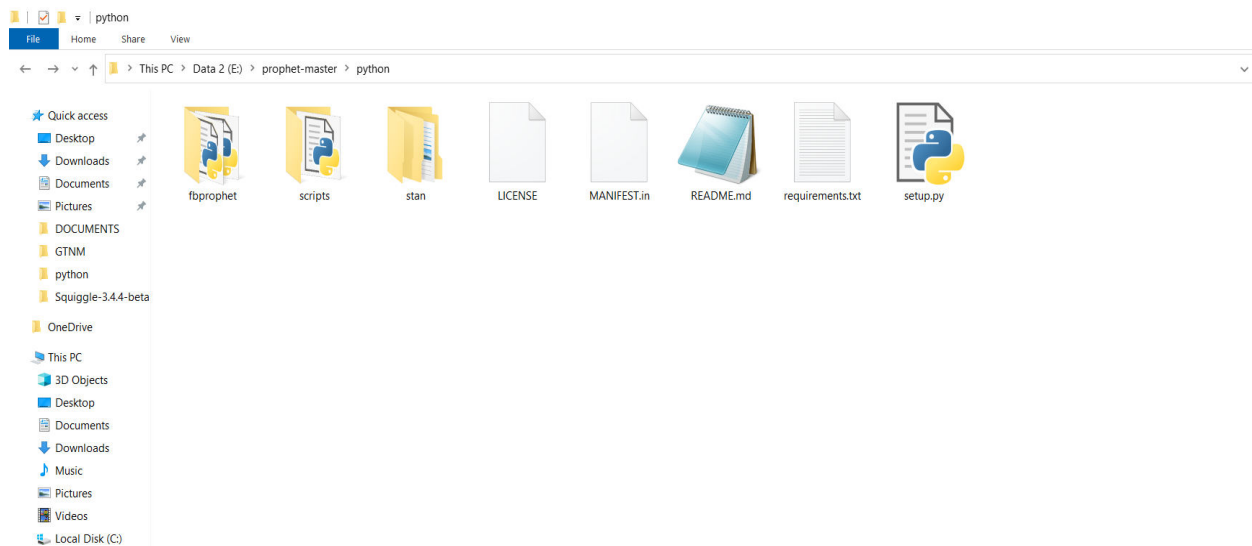 python
File Home Share View
This PC > Data 2 (E:) > prophet-master > python
Quick access
Desktop
Downloads
Documents
Pictures
DOCUMENTS
GTNM
python
Squiggle-3.4.4-beta
OneDrive
This PC
3D Objects
Desktop
Documents
Downloads
Music
Pictures
Videos
Local Disk (C:)
fbprophet scripts stan LICENSE MANIFEST.in README.md requirements.txt setup.py